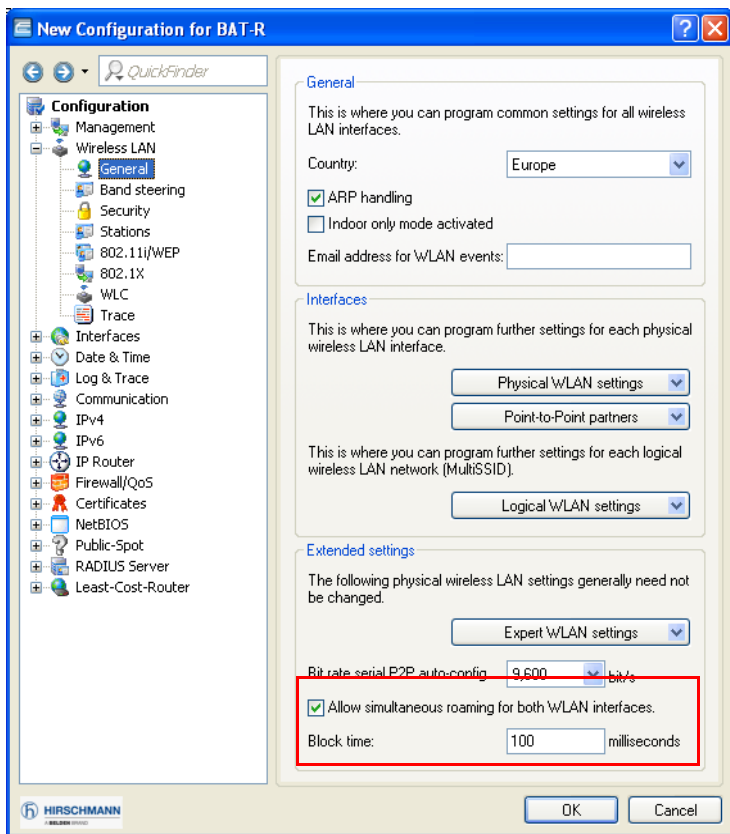 New Configuration for BAT-R
QuickFinder
Configuration
Management
Wireless LAN
General
Band steering
Security
Stations
802.11i/WEP
802.1X
WLC
Trace
Interfaces
Date & Time
Log & Trace
Communication
IPv4
IPv6
IP Router
Firewall/QoS
Certificates
NetBIOS
Public-Spot
RADIUS Server
Least-Cost-Router
General
This is where you can program common settings for all wireless
LAN interfaces.
Country: Europe
ARP handling
Indoor only mode activated
Email address for WLAN events:
Interfaces
This is where you can program further settings for each physical
wireless LAN interface.
Physical WLAN settings
Point-to-Point partners
This is where you can program further settings for each logical
wireless LAN network (MultiSSID).
Logical WLAN settings
Extended settings
The following physical wireless LAN settings generally need not
be changed.
Expert WLAN settings
Bit rate serial P2P auto-config 9,600 bit/s
Allow simultaneous roaming for both WLAN interfaces.
Block time: 100 milliseconds
HIRSCHMANN
A BELDEN BRAND
OK Cancel